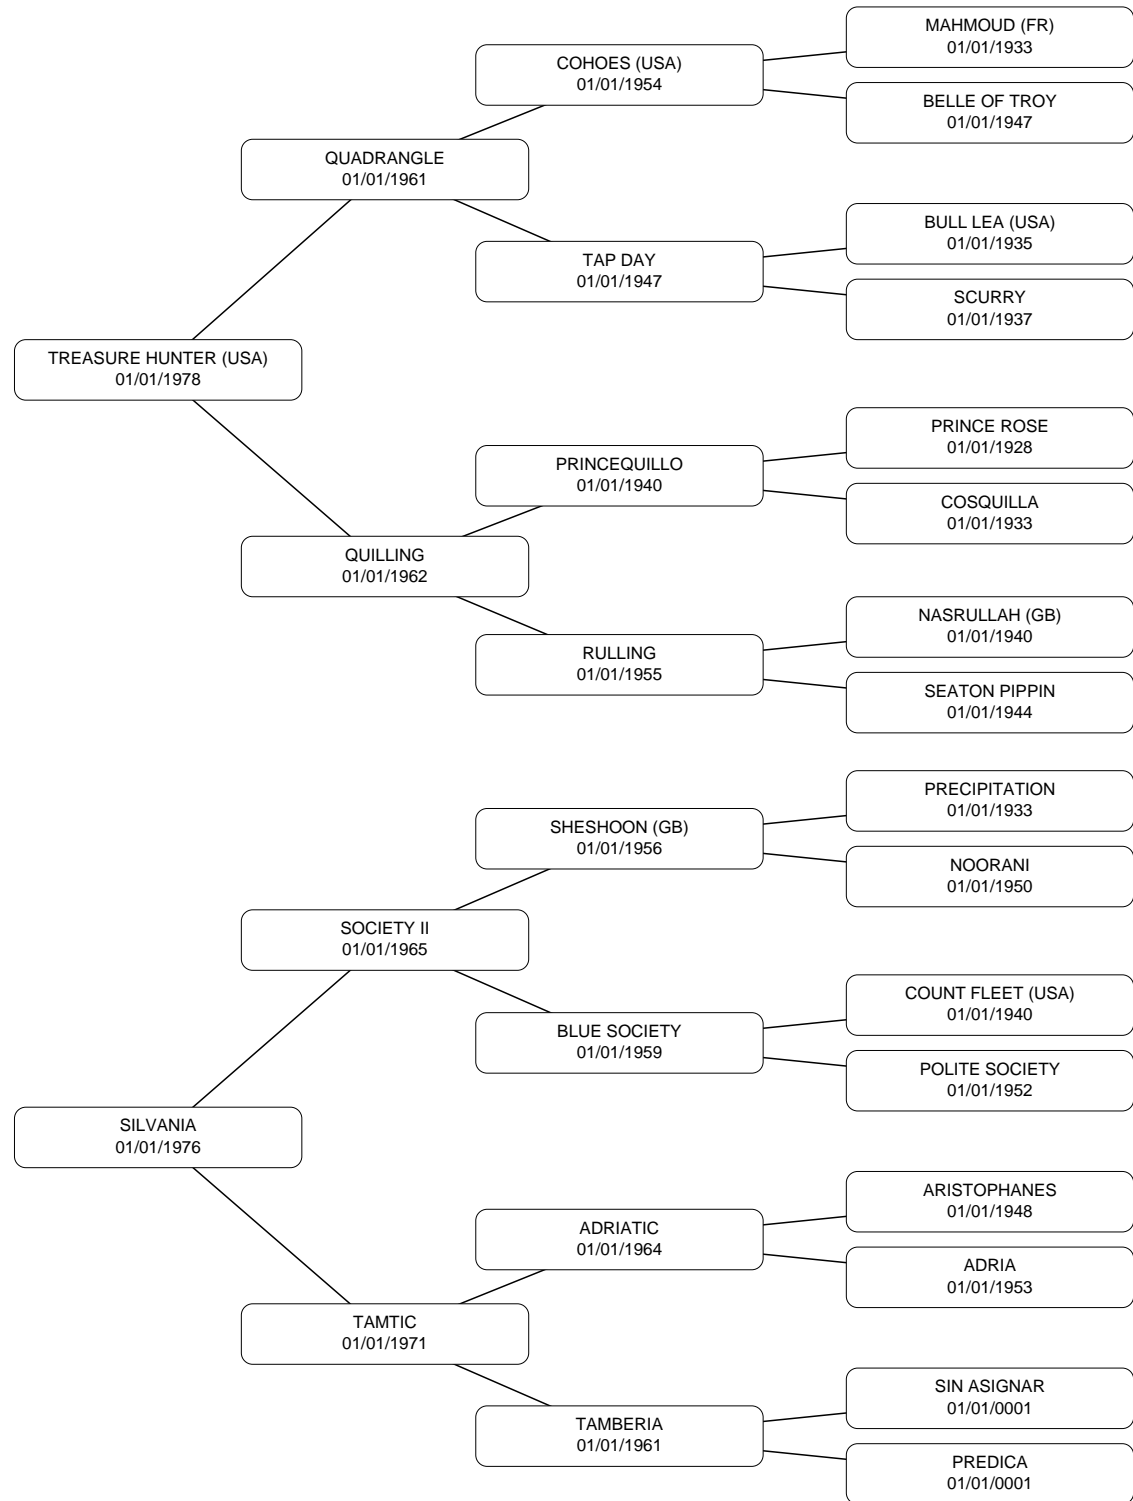 MAHMOUD (FR)
01/01/1933
COHOES (USA)
01/01/1954
BELLE OF TROY
01/01/1947
QUADRANGLE
01/01/1961
BULL LEA (USA)
01/01/1935
TAP DAY
01/01/1947
SCURRY
01/01/1937
TREASURE HUNTER (USA)
01/01/1978
PRINCE ROSE
01/01/1928
PRINCEQUILLO
01/01/1940
COSQUILLA
01/01/1933
QUILLING
01/01/1962
NASRULLAH (GB)
01/01/1940
RULLING
01/01/1955
SEATON PIPPIN
01/01/1944
PRECIPITATION
01/01/1933
SHESHOON (GB)
01/01/1956
NOORANI
01/01/1950
SOCIETY II
01/01/1965
COUNT FLEET (USA)
01/01/1940
BLUE SOCIETY
01/01/1959
POLITE SOCIETY
01/01/1952
SILVANIA
01/01/1976
ARISTOPHANES
01/01/1948
ADRIATIC
01/01/1964
ADRIA
01/01/1953
TAMTIC
01/01/1971
SIN ASIGNAR
01/01/0001
TAMBERIA
01/01/1961
PREDICA
01/01/0001